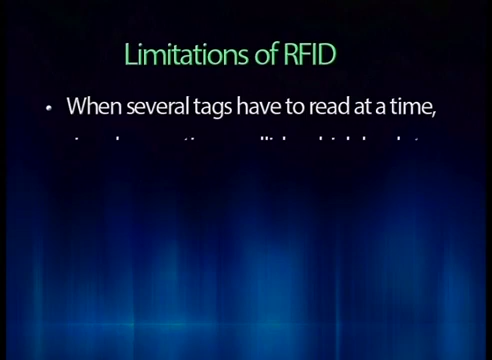 Limitations of RFID
• When several tags have to read at a time,